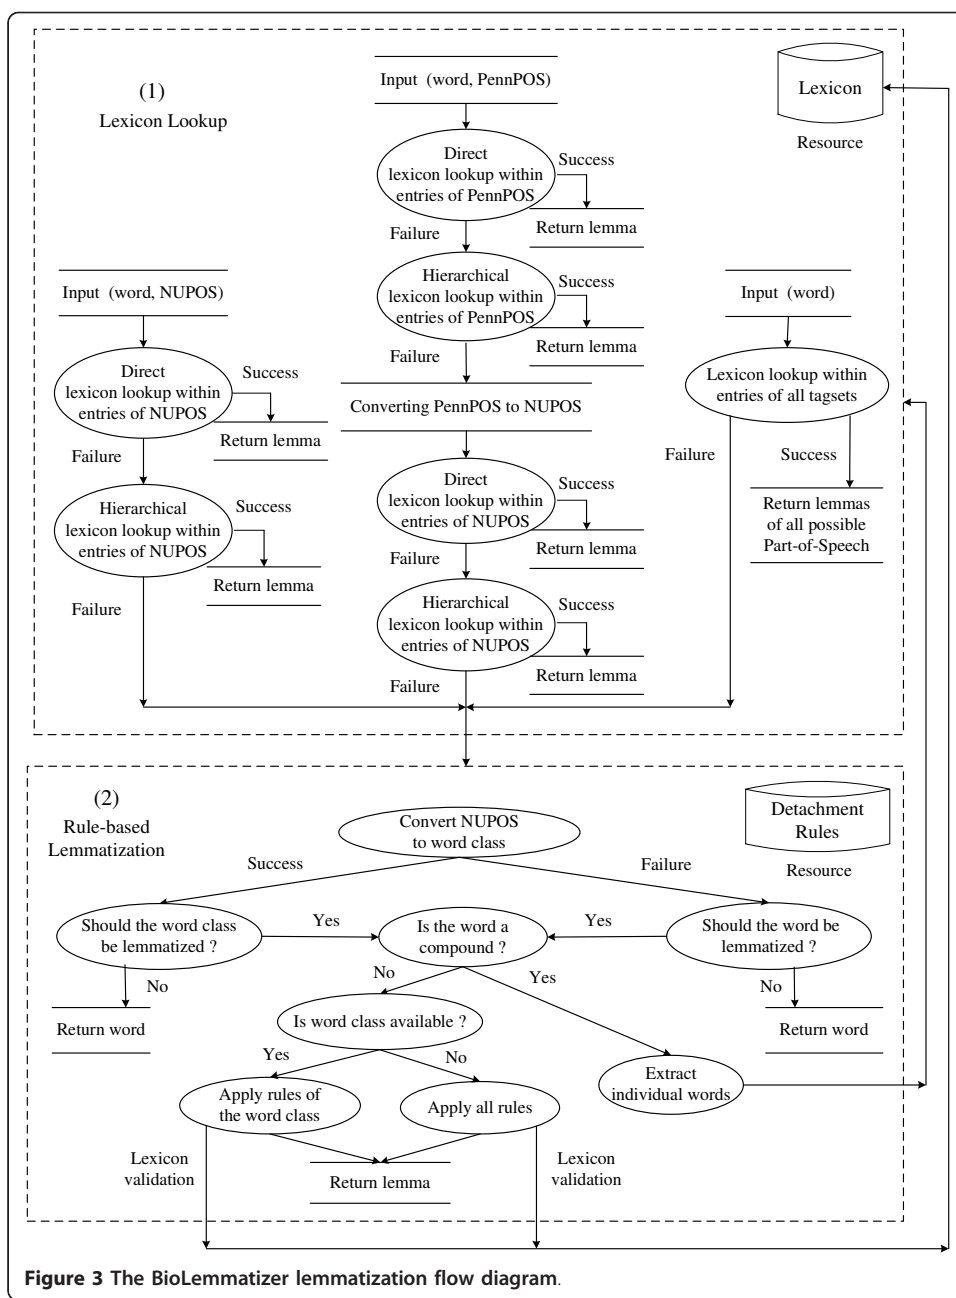 (1)
Lexicon Lookup
Input (word, PennPOS)
Lexicon
Resource
Direct
lexicon lookup within
entries of PennPOS
Success
Return lemma
Failure
Hierarchical
lexicon lookup within
entries of PennPOS
Success
Return lemma
Failure
Converting PennPOS to NUPOS
Direct
lexicon lookup within
entries of NUPOS
Success
Return lemma
Failure
Hierarchical
lexicon lookup within
entries of NUPOS
Success
Return lemma
Failure
Input (word, NUPOS)
Direct
lexicon lookup within
entries of NUPOS
Success
Return lemma
Failure
Hierarchical
lexicon lookup within
entries of NUPOS
Success
Return lemma
Failure
Input (word)
Lexicon lookup within
entries of all tagsets
Failure
Success
Return lemmas
of all possible
Part-of-Speech
(2)
Rule-based
Lemmatization
Detachment
Rules
Resource
Convert NUPOS
to word class
Success
Failure
Should the word class
be lemmatized ?
Yes
Is the word a
compound ?
Yes
Should the word be
lemmatized ?
No
Return word
No
Yes
No
Return word
Is word class available ?
Yes
No
Extract
individual words
Apply rules of
the word class
Apply all rules
Lexicon
validation
Return lemma
Lexicon
validation
Figure 3 The BioLemmatizer lemmatization flow diagram.